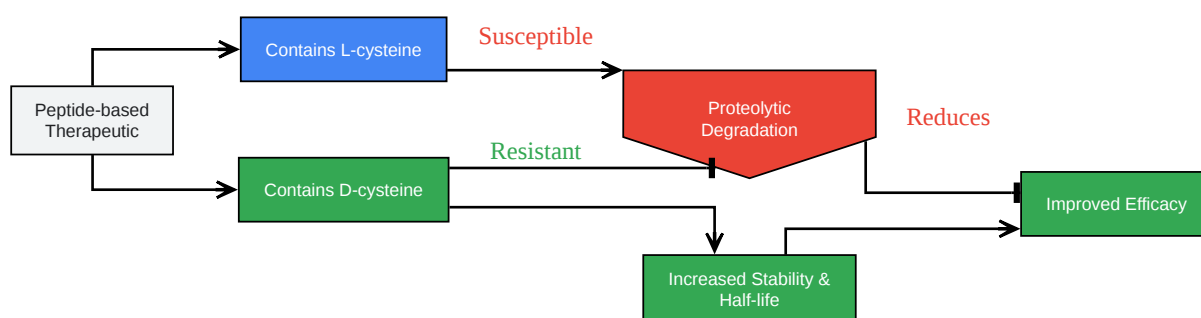 Contains L-cysteine
Susceptible
Peptide-based
Therapeutic
Proteolytic
Degradation
Reduces
Resistant
Contains D-cysteine
Improved Efficacy
Increased Stability &
Half-life